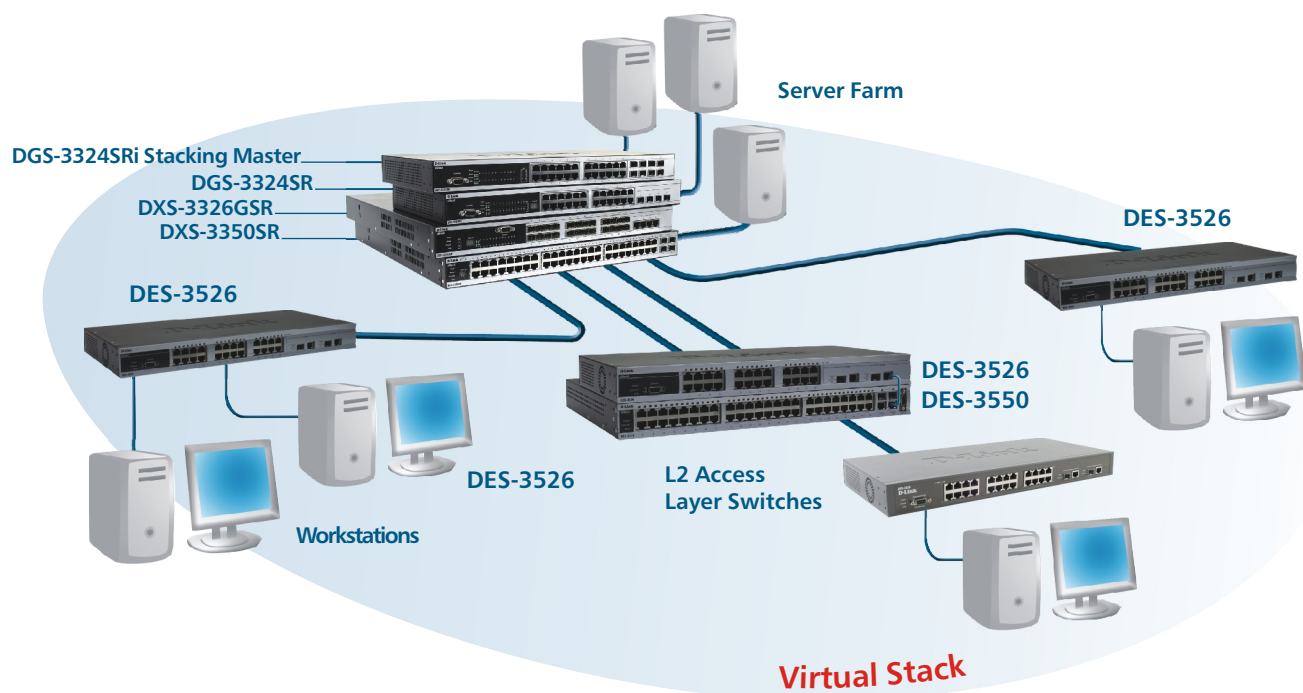 Server Farm
DGS-3324SRi Stacking Master
DGS-3324SR
DXS-3326GSR
DXS-3350SR
DES-3526
DES-3526
DES-3526
DES-3550
DES-3526
L2 Access
Layer Switches
Workstations
D-Link
Virtual Stack